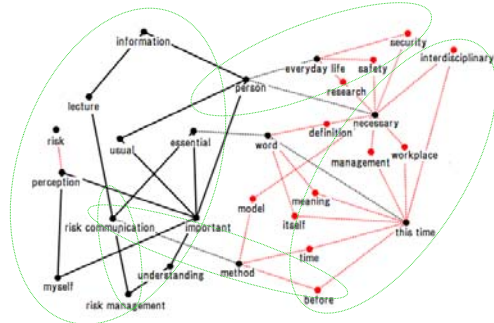 information
security
everyday life
safety
interdisciplinary
person
research
lecture
necessary
risk
usual
essential
definition
word
management
workplace
perception
model
meaning
risk communication
important
itself
this time
time
method
understanding
myself
risk management
before